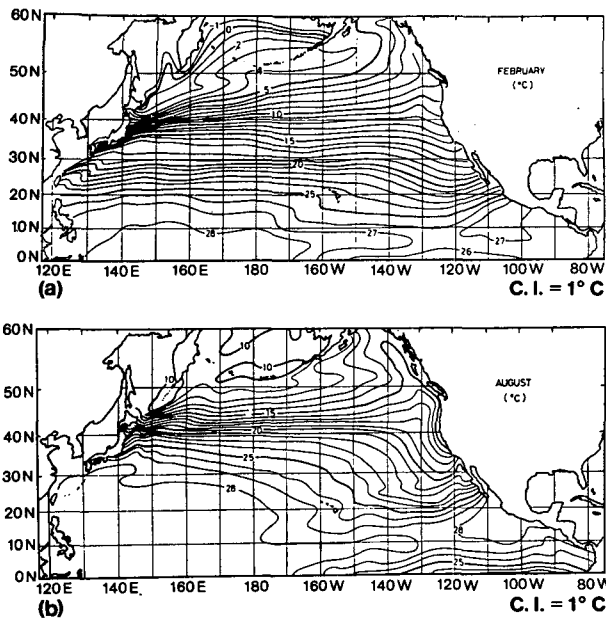 60N
50N
40N
30N
20N
10N
0N
-1
0
2
4
5
10
15
20
25
28
27
27
26
FEBRUARY
(°C)
120E 140E 160E 180 160W 140W 120W 100W 80W
(a)
C. I. = 1° C
60N
50N
40N
30N
20N
10N
0N
10
10
10
15
20
25
28
28
25
AUGUST
(°C)
120E 140E 160E 180 160W 140W 120W 100W 80W
(b)
C. I. = 1° C